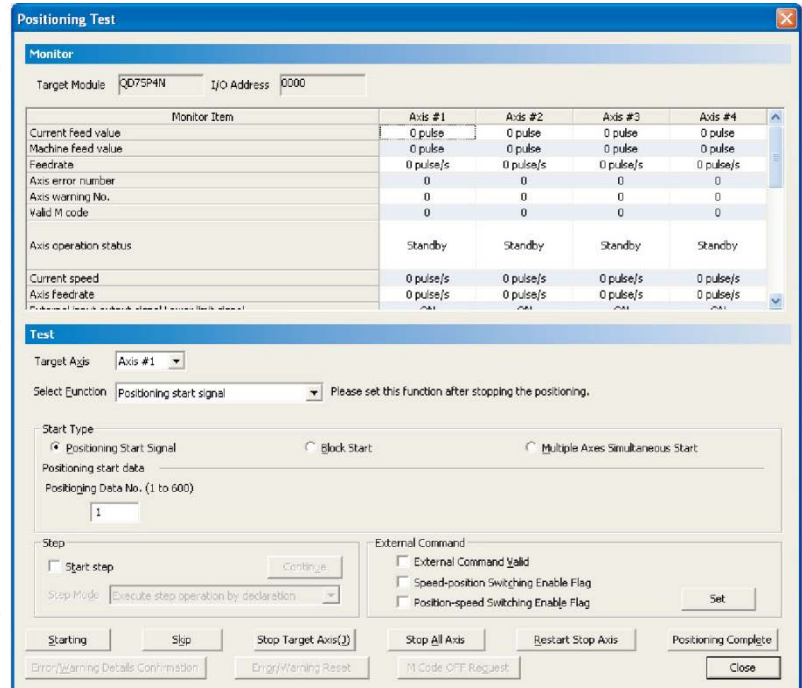 Positioning Test
Monitor
Target Module QD75P4N I/O Address 0000
Monitor Item Axis #1 Axis #2 Axis #3 Axis #4
Current feed value 0 pulse 0 pulse 0 pulse 0 pulse
Machine feed value 0 pulse 0 pulse 0 pulse 0 pulse
Feedrate 0 pulse/s 0 pulse/s 0 pulse/s 0 pulse/s
Axis error number 0 0 0 0
Axis warning No. 0 0 0 0
Valid M code 0 0 0 0
Axis operation status Standby Standby Standby Standby
Current speed 0 pulse/s 0 pulse/s 0 pulse/s 0 pulse/s
Axis feedrate 0 pulse/s 0 pulse/s 0 pulse/s 0 pulse/s
Test
Target Axis Axis #1
Select Function Positioning start signal Please set this function after stopping the positioning.
Start Type
Positioning Start Signal Block Start Multiple Axes Simultaneous Start
Positioning start data
Positioning Data No. (1 to 600)
1
Step External Command
Start step Continue External Command Valid
Speed-position Switching Enable Flag
Step Mode Execute step operation by declaration Position-speed Switching Enable Flag Set
Starting Skip Stop Target Axis(J) Stop All Axis Restart Stop Axis Positioning Complete
Error/Warning Details Confirmation Error/Warning Reset M Code OFF Request Close